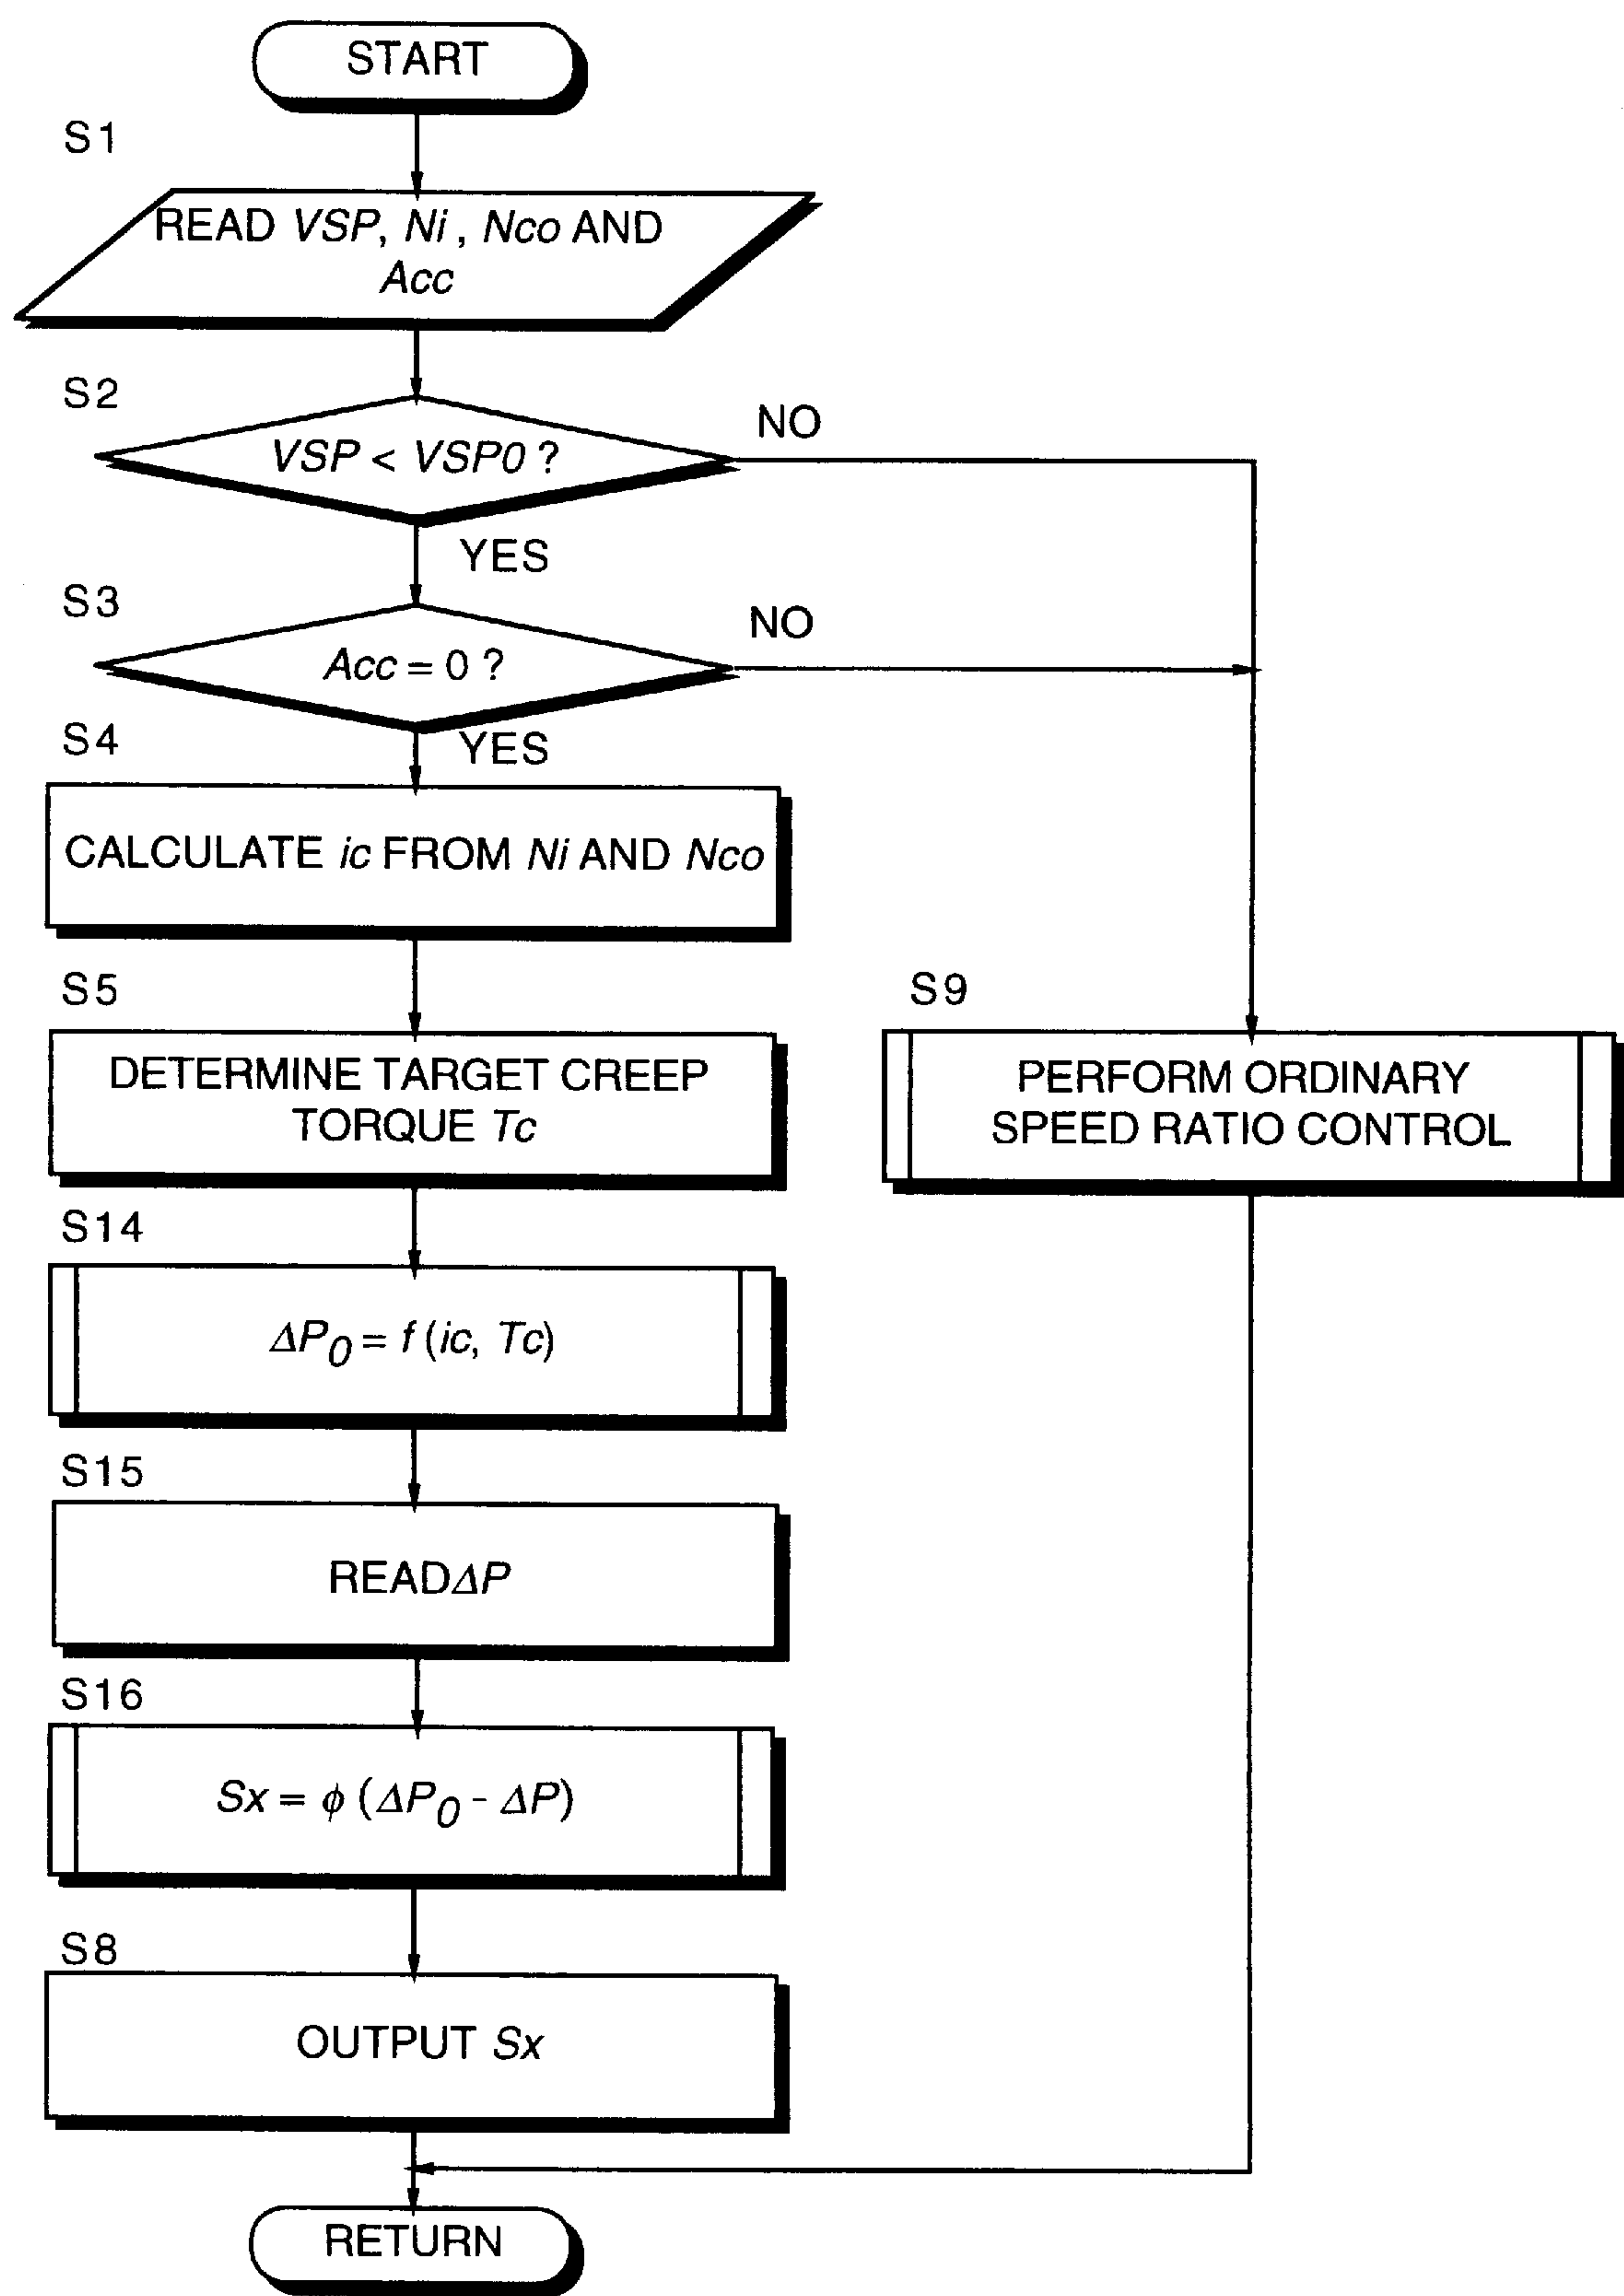 START
S1
READ VSP, Ni, Nco AND
Acc
S2
VSP < VSP0 ?
NO
YES
S3
Acc = 0 ?
NO
YES
S4
CALCULATE ic FROM Ni AND Nco
S5
DETERMINE TARGET CREEP
TORQUE Tc
S9
PERFORM ORDINARY
SPEED RATIO CONTROL
S14
ΔP0 = f (ic, Tc)
S15
READ ΔP
S16
Sx = ϕ (ΔP0 - ΔP)
S8
OUTPUT Sx
RETURN